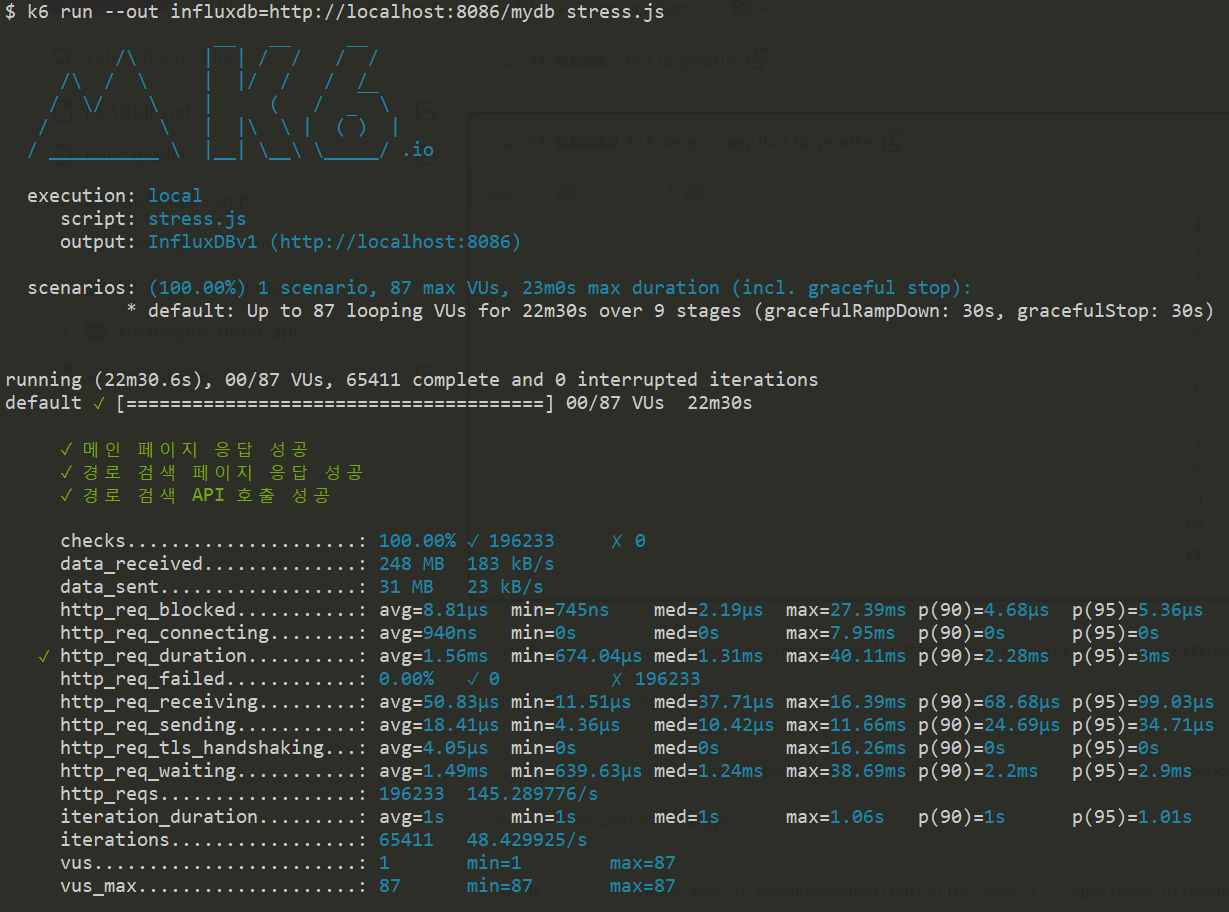 $ k6 run --out influxdb=http://localhost:8086/mydb stress.js
.io
execution: local
script: stress.js
output: InfluxDBv1 (http://localhost:8086)
scenarios: (100.00%) 1 scenario, 87 max VUs, 23m0s max duration (incl. graceful stop):
* default: Up to 87 looping VUs for 22m30s over 9 stages (gracefulRampDown: 30s, gracefulStop: 30s)
running (22m30.6s), 00/87 VUs, 65411 complete and 0 interrupted iterations
default ✓ [======================================] 00/87 VUs  22m30s
✓ 메인 페이지 응답 성공
✓ 경로 검색 페이지 응답 성공
✓ 경로 검색 API 호출 성공
checks.....................: 100.00% ✓ 196233     ✗ 0
data_received..............: 248 MB  183 kB/s
data_sent..................: 31 MB   23 kB/s
http_req_blocked...........: avg=8.81µs  min=745ns    med=2.19µs  max=27.39ms p(90)=4.68µs  p(95)=5.36µs
http_req_connecting........: avg=940ns   min=0s       med=0s      max=7.95ms  p(90)=0s      p(95)=0s
✓ http_req_duration..........: avg=1.56ms  min=674.04µs med=1.31ms  max=40.11ms p(90)=2.28ms  p(95)=3ms
http_req_failed............: 0.00%   ✓ 0          ✗ 196233
http_req_receiving.........: avg=50.83µs min=11.51µs  med=37.71µs max=16.39ms p(90)=68.68µs p(95)=99.03µs
http_req_sending...........: avg=18.41µs min=4.36µs   med=10.42µs max=11.66ms p(90)=24.69µs p(95)=34.71µs
http_req_tls_handshaking...: avg=4.05µs  min=0s       med=0s      max=16.26ms p(90)=0s      p(95)=0s
http_req_waiting...........: avg=1.49ms  min=639.63µs med=1.24ms  max=38.69ms p(90)=2.2ms   p(95)=2.9ms
http_reqs..................: 196233  145.289776/s
iteration_duration.........: avg=1s      min=1s       med=1s      max=1.06s   p(90)=1s      p(95)=1.01s
iterations.................: 65411   48.429925/s
vus........................: 1       min=1        max=87
vus_max....................: 87      min=87       max=87